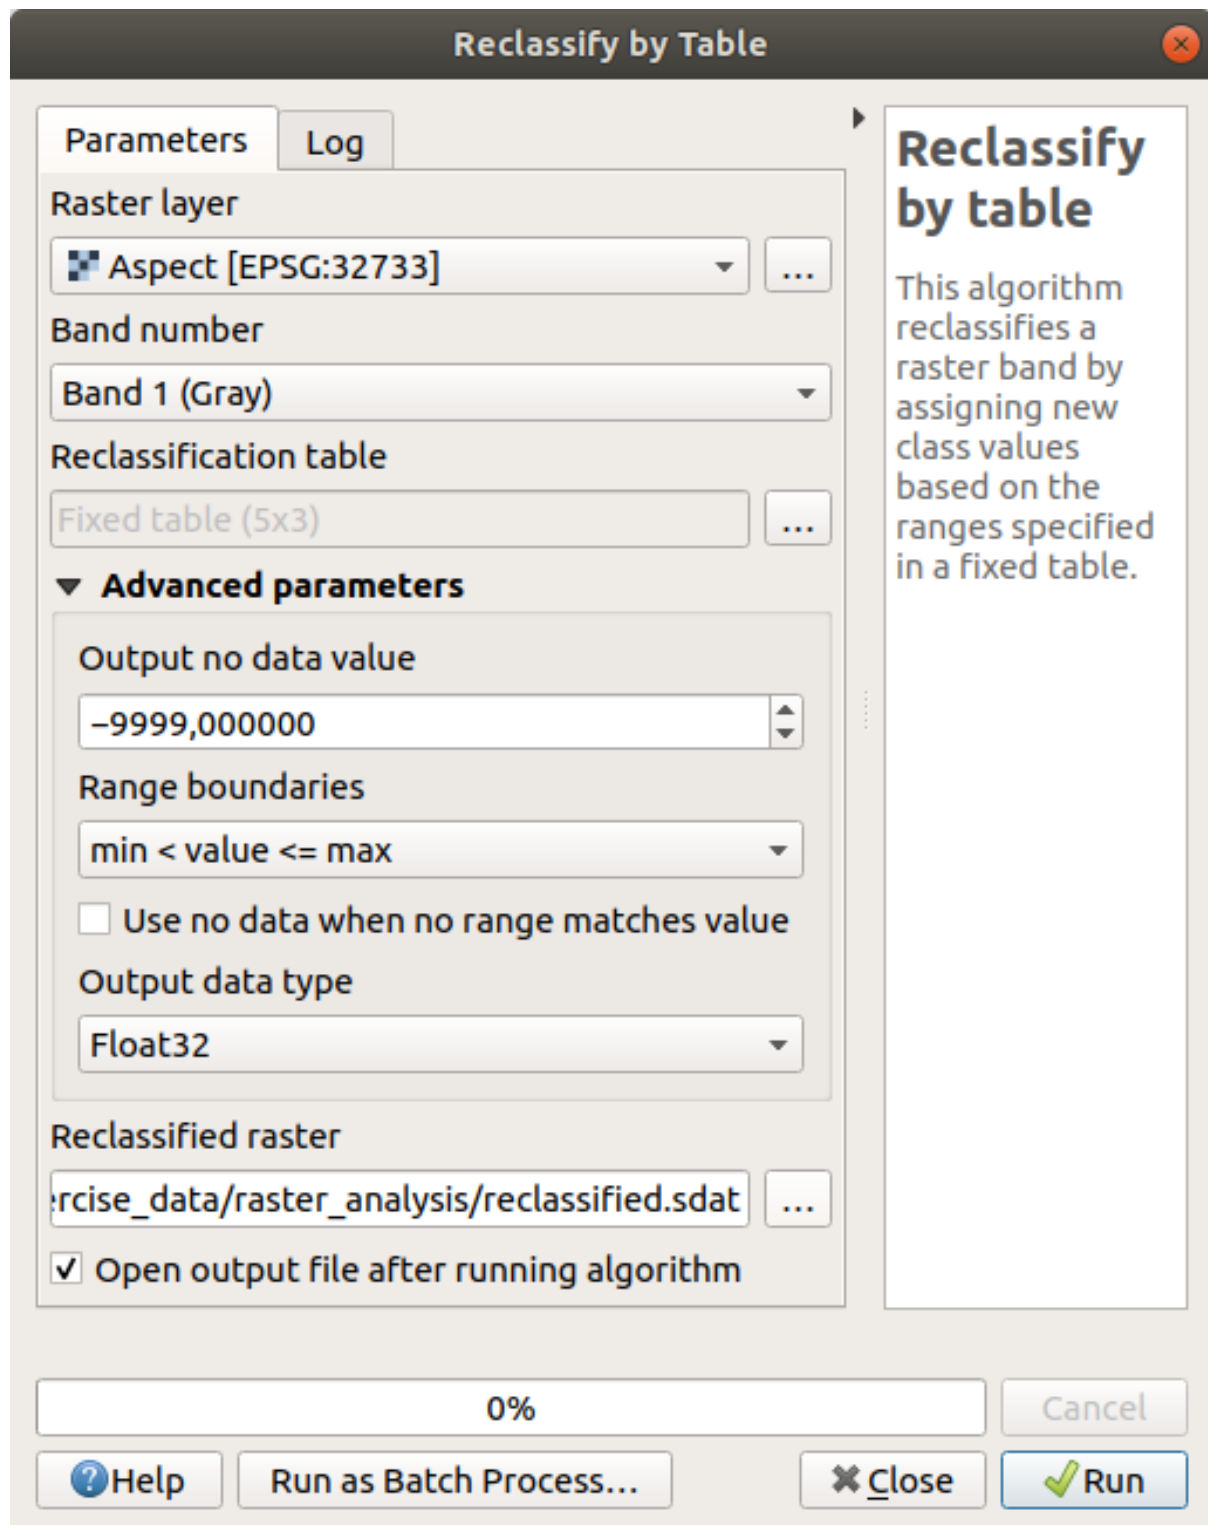 Reclassify by Table
Parameters
Log
Raster layer
Aspect [EPSG:32733]
...
Band number
Band 1 (Gray)
Reclassification table
Fixed table (5x3)
...
Advanced parameters
Output no data value
−9999,000000
Range boundaries
min < value <= max
Use no data when no range matches value
Output data type
Float32
Reclassified raster
rcise_data/raster_analysis/reclassified.sdat
...
Open output file after running algorithm
Reclassify
by table
This algorithm
reclassifies a
raster band by
assigning new
class values
based on the
ranges specified
in a fixed table.
0%
Cancel
Help
Run as Batch Process...
Close
Run